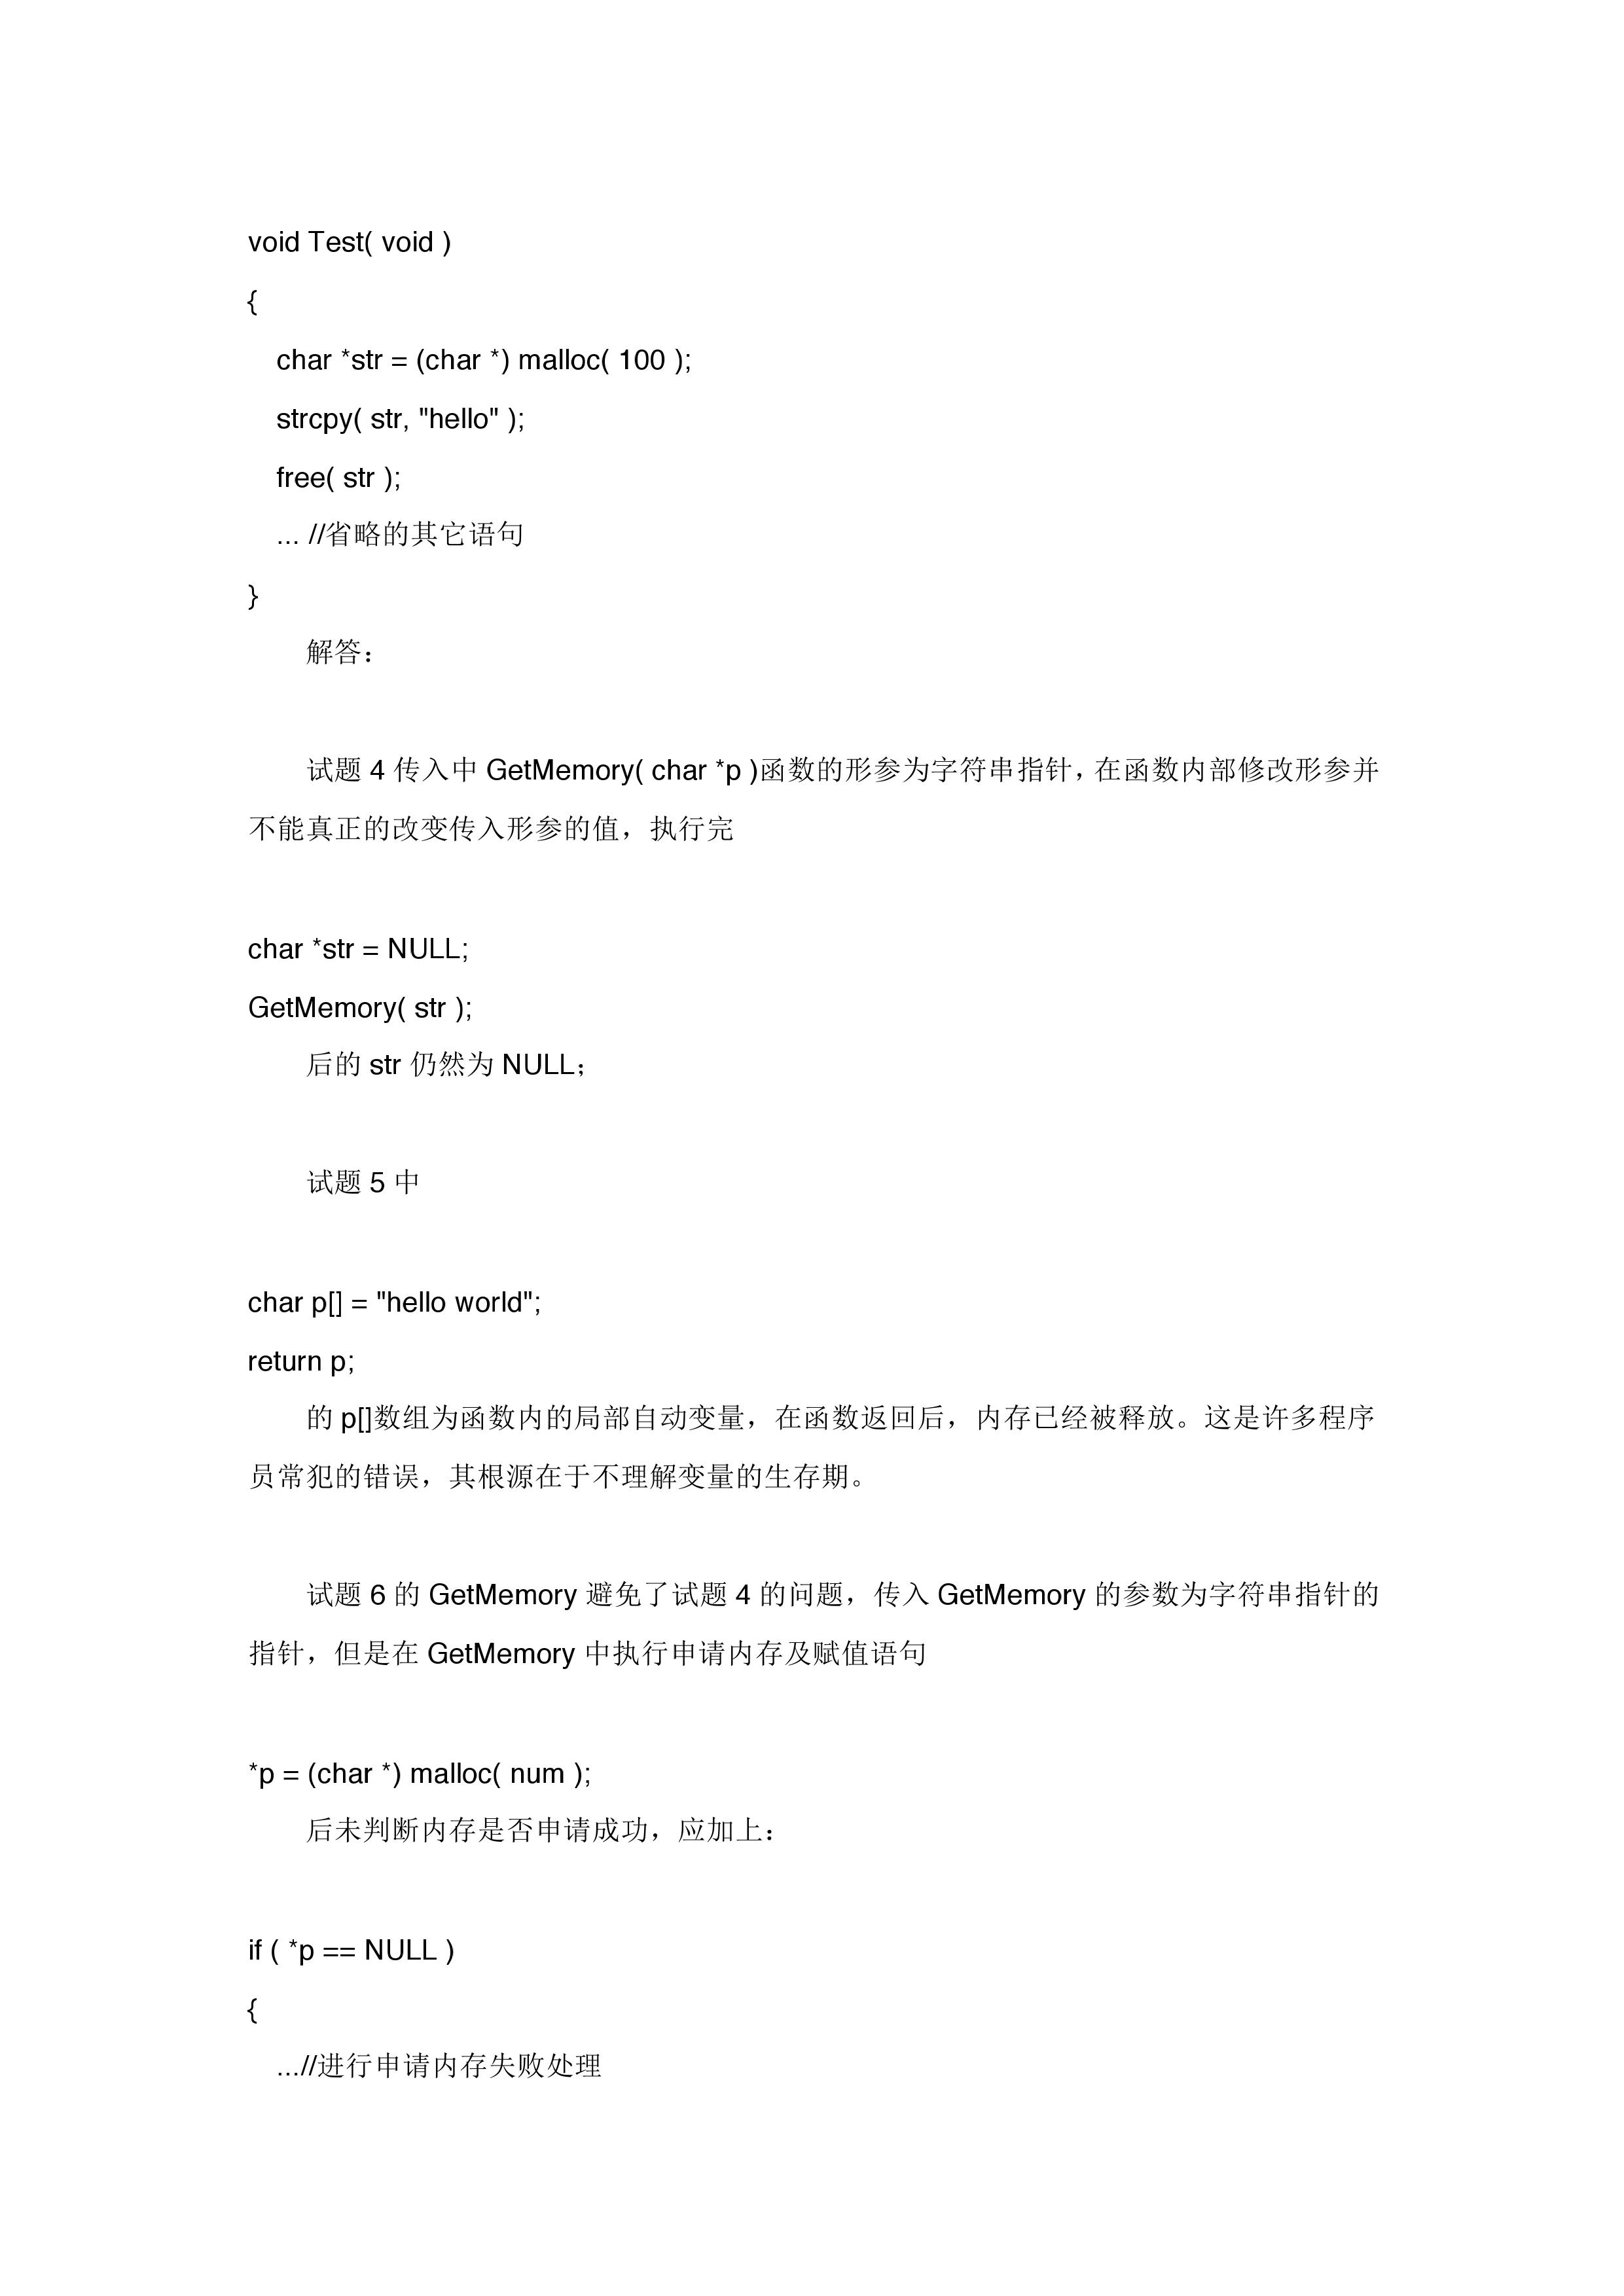 void Test( void )
{
char *str = (char *) malloc( 100 );
strcpy( str, "hello" );
free( str );
... //省略的其它语句
}
解答：
试题 4 传入中 GetMemory( char *p )函数的形参为字符串指针，在函数内部修改形参并
不能真正的改变传入形参的值，执行完
char *str = NULL;
GetMemory( str );
后的 str 仍然为 NULL；
试题 5 中
char p[] = "hello world";
return p;
的 p[]数组为函数内的局部自动变量，在函数返回后，内存已经被释放。这是许多程序
员常犯的错误，其根源在于不理解变量的生存期。
试题 6 的 GetMemory 避免了试题 4 的问题，传入 GetMemory 的参数为字符串指针的
指针，但是在 GetMemory 中执行申请内存及赋值语句
*p = (char *) malloc( num );
后未判断内存是否申请成功，应加上：
if ( *p == NULL )
{
...//进行申请内存失败处理